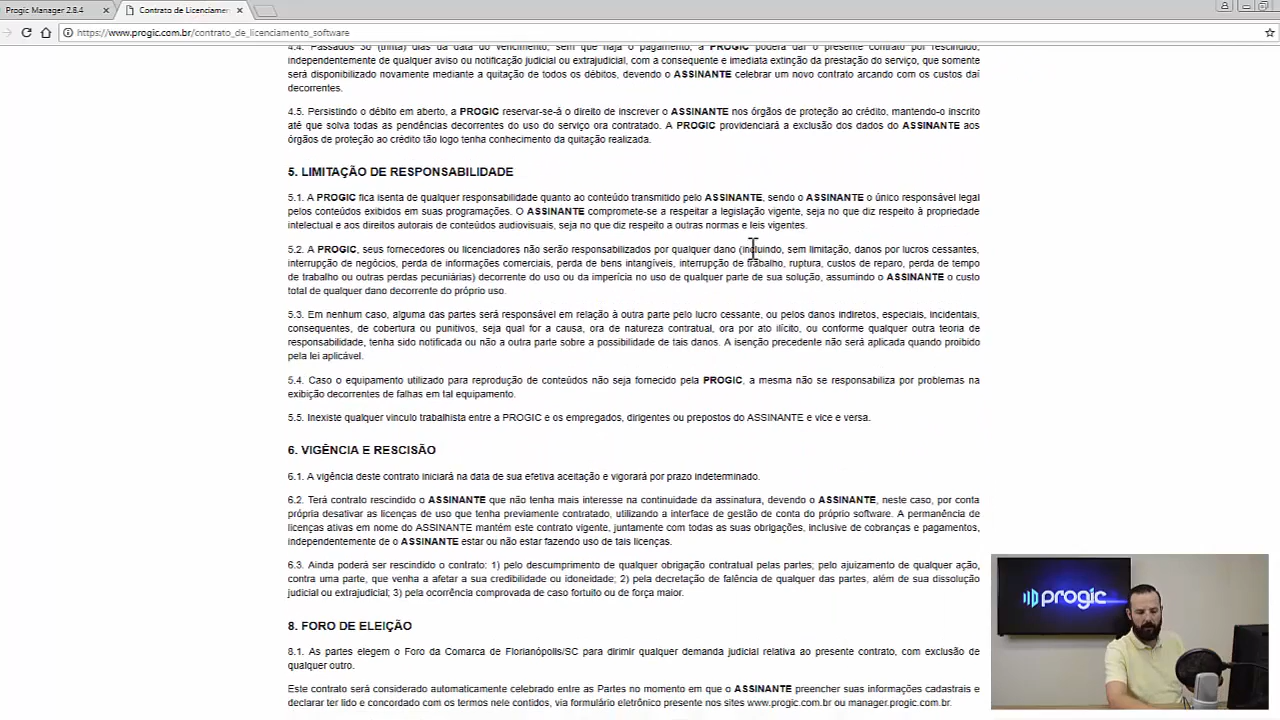 Progic Manager 2.8.4
Contrato de Licenciamen
https://www.progic.com.br/contrato_de_licenciamento_software
4.4. Passados 30 (trinta) dias da data do vencimento, sem que haja o pagamento, a PROGIC poderá dar o presente contrato por rescindido,
independentemente de qualquer aviso ou notificação judicial ou extrajudicial, com a consequente e imediata extinção da prestação do serviço, que somente
será disponibilizado novamente mediante a quitação de todos os débitos, devendo o ASSINANTE celebrar um novo contrato arcando com os custos daí
decorrentes.
4.5. Persistindo o débito em aberto, a PROGIC reservar-se-á o direito de inscrever o ASSINANTE nos órgãos de proteção ao crédito, mantendo-o inscrito
até que solva todas as pendências decorrentes do uso do serviço ora contratado. A PROGIC providenciará a exclusão dos dados do ASSINANTE aos
órgãos de proteção ao crédito tão logo tenha conhecimento da quitação realizada.
5. LIMITAÇÃO DE RESPONSABILIDADE
5.1. A PROGIC fica isenta de qualquer responsabilidade quanto ao conteúdo transmitido pelo ASSINANTE, sendo o ASSINANTE o único responsável legal
pelos conteúdos exibidos em suas programações. O ASSINANTE compromete-se a respeitar a legislação vigente, seja no que diz respeito à propriedade
intelectual e aos direitos autorais de conteúdos audiovisuais, seja no que diz respeito a outras normas e leis vigentes.
5.2. A PROGIC, seus fornecedores ou licenciadores não serão responsabilizados por qualquer dano (incluindo, sem limitação, danos por lucros cessantes,
interrupção de negócios, perda de informações comerciais, perda de bens intangíveis, interrupção de trabalho, ruptura, custos de reparo, perda de tempo
de trabalho ou outras perdas pecuniárias) decorrente do uso ou da imperícia no uso de qualquer parte de sua solução, assumindo o ASSINANTE o custo
total de qualquer dano decorrente do próprio uso.
5.3. Em nenhum caso, alguma das partes será responsável em relação à outra parte pelo lucro cessante, ou pelos danos indiretos, especiais, incidentais,
consequentes, de cobertura ou punitivos, seja qual for a causa, ora de natureza contratual, ora por ato ilícito, ou conforme qualquer outra teoria de
responsabilidade, tenha sido notificada ou não a outra parte sobre a possibilidade de tais danos. A isenção precedente não será aplicada quando proibido
pela lei aplicável.
5.4. Caso o equipamento utilizado para reprodução de conteúdos não seja fornecido pela PROGIC, a mesma não se responsabiliza por problemas na
exibição decorrentes de falhas em tal equipamento.
5.5. Inexiste qualquer vínculo trabalhista entre a PROGIC e os empregados, dirigentes ou prepostos do ASSINANTE e vice e versa.
6. VIGÊNCIA E RESCISÃO
6.1. A vigência deste contrato iniciará na data de sua efetiva aceitação e vigorará por prazo indeterminado.
6.2. Terá contrato rescindido o ASSINANTE que não tenha mais interesse na continuidade da assinatura, devendo o ASSINANTE, neste caso, por conta
própria desativar as licenças de uso que tenha previamente contratado, utilizando a interface de gestão de conta do próprio software. A permanência de
licenças ativas em nome do ASSINANTE mantém este contrato vigente, juntamente com todas as suas obrigações, inclusive de cobranças e pagamentos,
independentemente de o ASSINANTE estar ou não estar fazendo uso de tais licenças.
6.3. Ainda poderá ser rescindido o contrato: 1) pelo descumprimento de qualquer obrigação contratual pelas partes; pelo ajuizamento de qualquer ação,
contra uma parte, que venha a afetar a sua credibilidade ou idoneidade; 2) pela decretação de falência de qualquer das partes, além de sua dissolução
judicial ou extrajudicial; 3) pela ocorrência comprovada de caso fortuito ou de força maior.
progic
8. FORO DE ELEIÇÃO
8.1. As partes elegem o Foro da Comarca de Florianópolis/SC para dirimir qualquer demanda judicial relativa ao presente contrato, com exclusão de
qualquer outro.
Este contrato será considerado automaticamente celebrado entre as Partes no momento em que o ASSINANTE preencher suas informações cadastrais e
declarar ter lido e concordado com os termos nele contidos, via formulário eletrônico presente nos sites www.progic.com.br ou manager.progic.com.br.